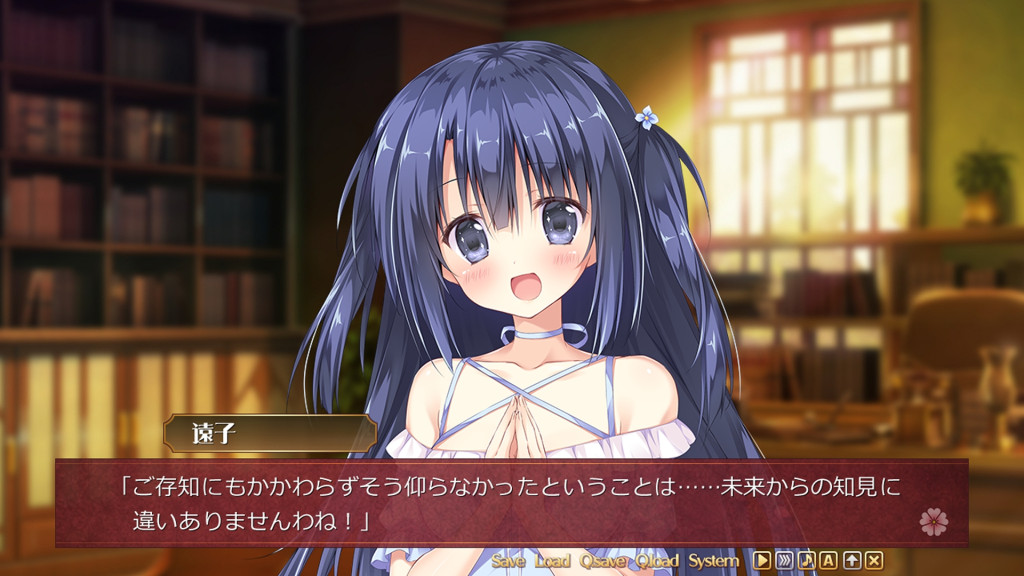 遠子
「ご存知にもかかわらずそう仰らなかったということは……未来からの知見に
違いありませんわね！」
Save Load Qsave Qload System
A